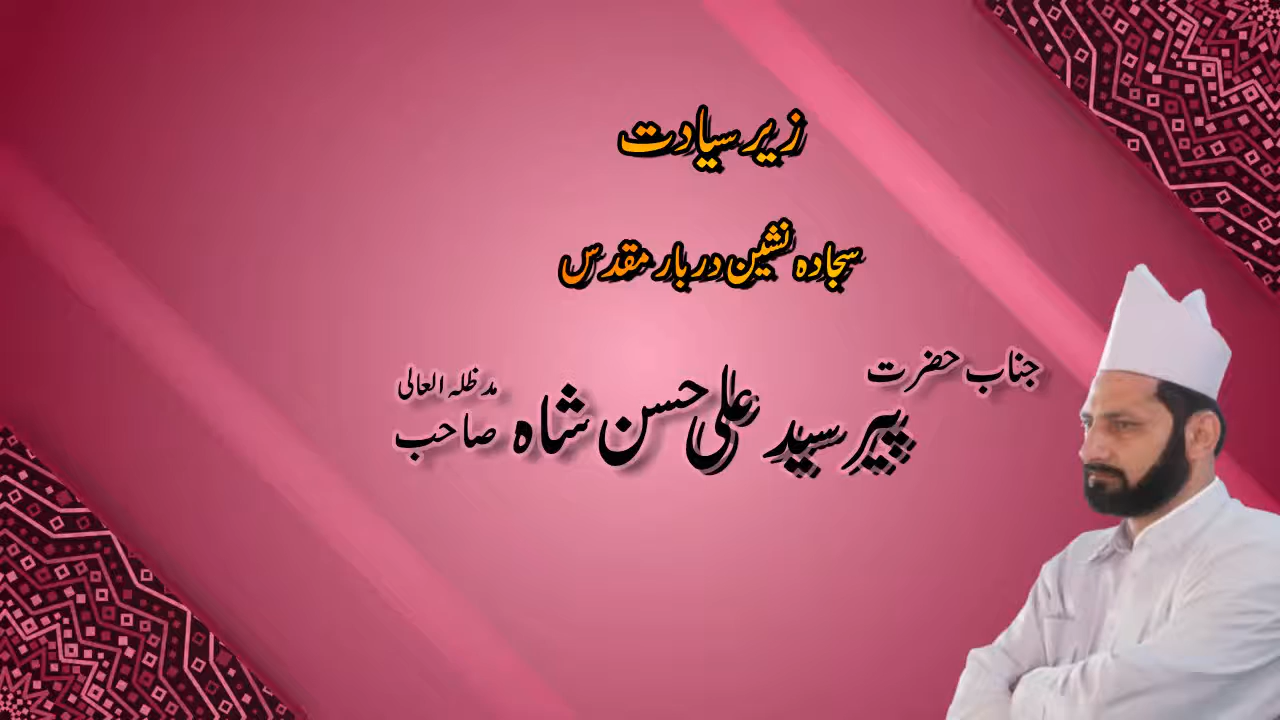 زیر سیادت
سجادہ نشین دربار مقدس
جناب حضرت
پیر سید علی حسن شاہ صاحب
مدظلہ العالی